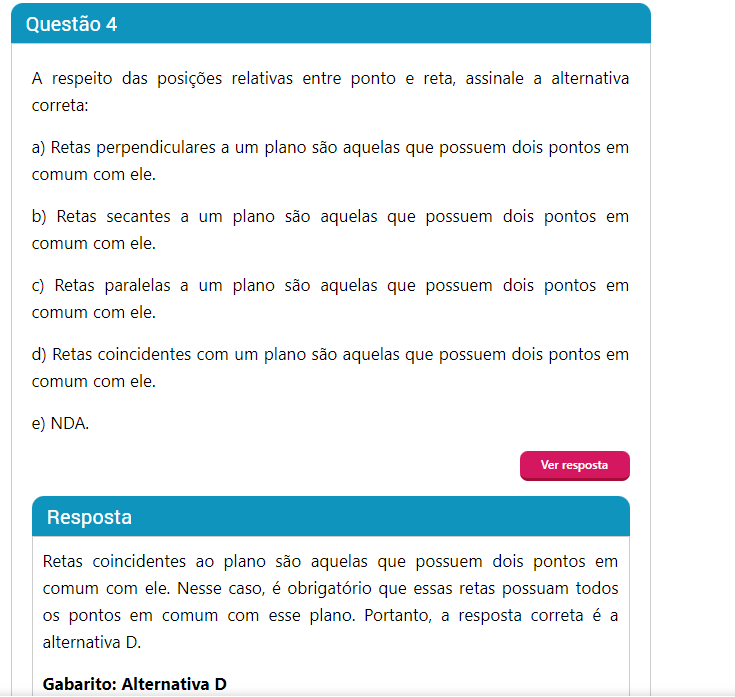 Questão 4
A respeito das posições relativas entre ponto e reta, assinale a alternativa
correta:
a) Retas perpendiculares a um plano são aquelas que possuem dois pontos em
comum com ele.
b) Retas secantes a um plano são aquelas que possuem dois pontos em
comum com ele.
c) Retas paralelas a um plano são aquelas que possuem dois pontos em
comum com ele.
d) Retas coincidentes com um plano são aquelas que possuem dois pontos em
comum com ele.
e) NDA.
Ver resposta
Resposta
Retas coincidentes ao plano são aquelas que possuem dois pontos em
comum com ele. Nesse caso, é obrigatório que essas retas possuam todos
os pontos em comum com esse plano. Portanto, a resposta correta é a
alternativa D.
Gabarito: Alternativa D